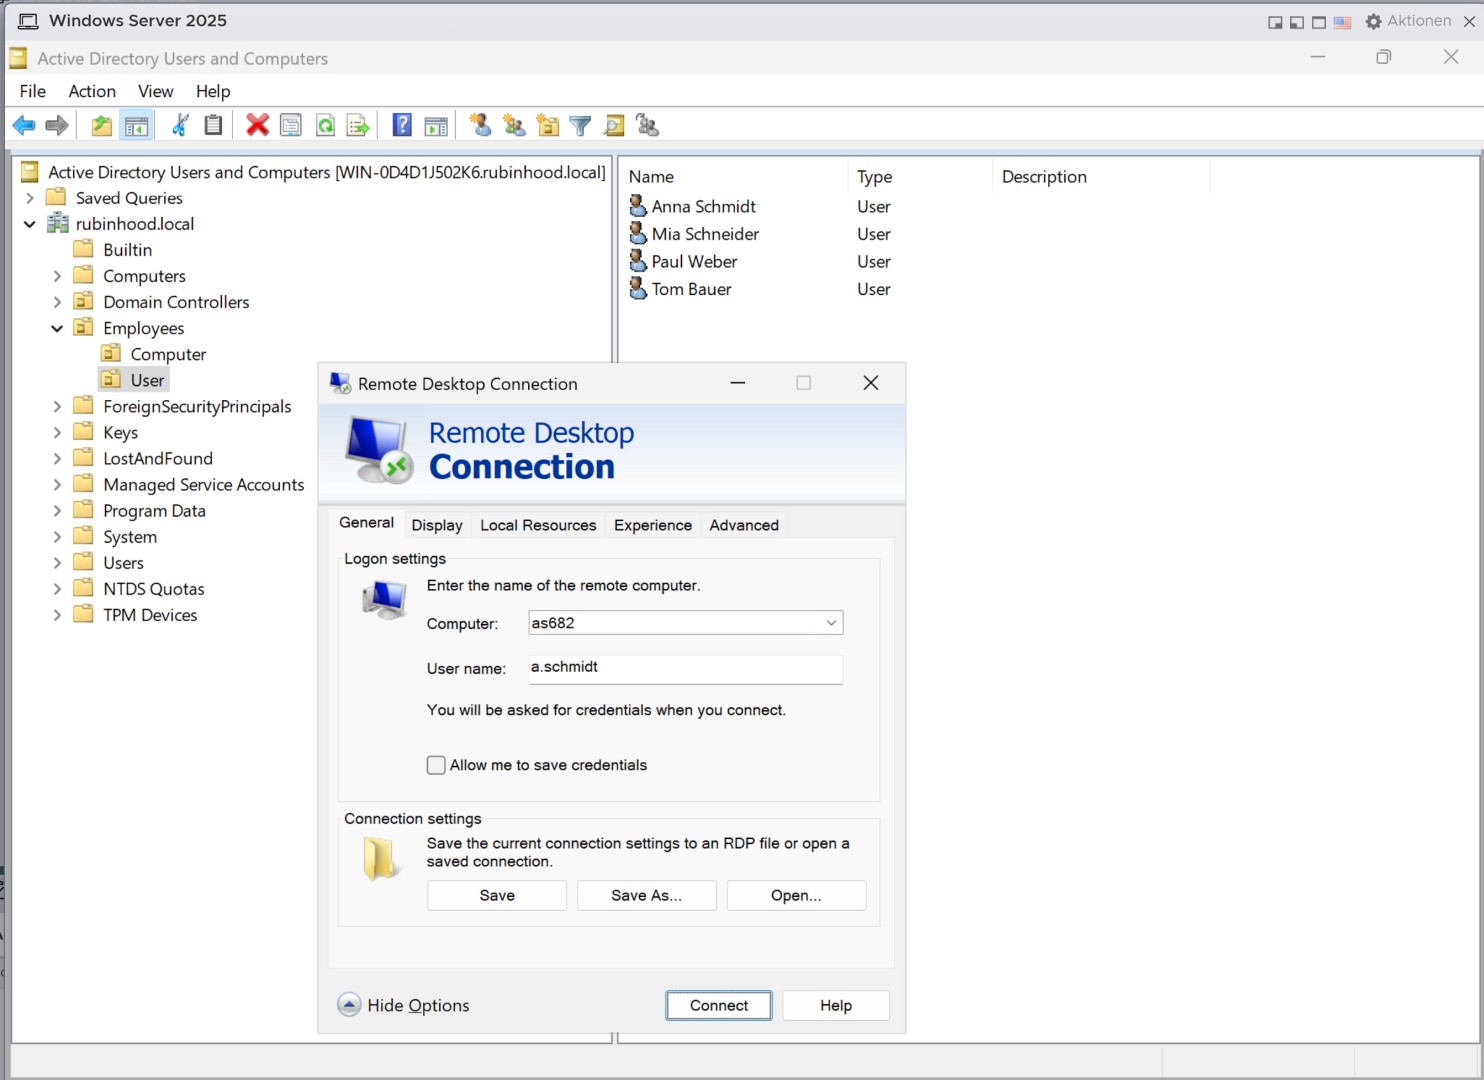 Windows Server 2025
Aktionen
Active Directory Users and Computers
File Action View Help
Active Directory Users and Computers [WIN-0D4D1J502K6.rubinhood.local]
Saved Queries
rubinhood.local
Builtin
Computers
Domain Controllers
Employees
Computer
User
ForeignSecurityPrincipals
Keys
LostAndFound
Managed Service Accounts
Program Data
System
Users
NTDS Quotas
TPM Devices
Name Type Description
Anna Schmidt User
Mia Schneider User
Paul Weber User
Tom Bauer User
Remote Desktop Connection
Remote Desktop
Connection
General Display Local Resources Experience Advanced
Logon settings
Enter the name of the remote computer.
Computer: as682
User name: a.schmidt
You will be asked for credentials when you connect.
Allow me to save credentials
Connection settings
Save the current connection settings to an RDP file or open a
saved connection.
Save Save As... Open...
Hide Options Connect Help